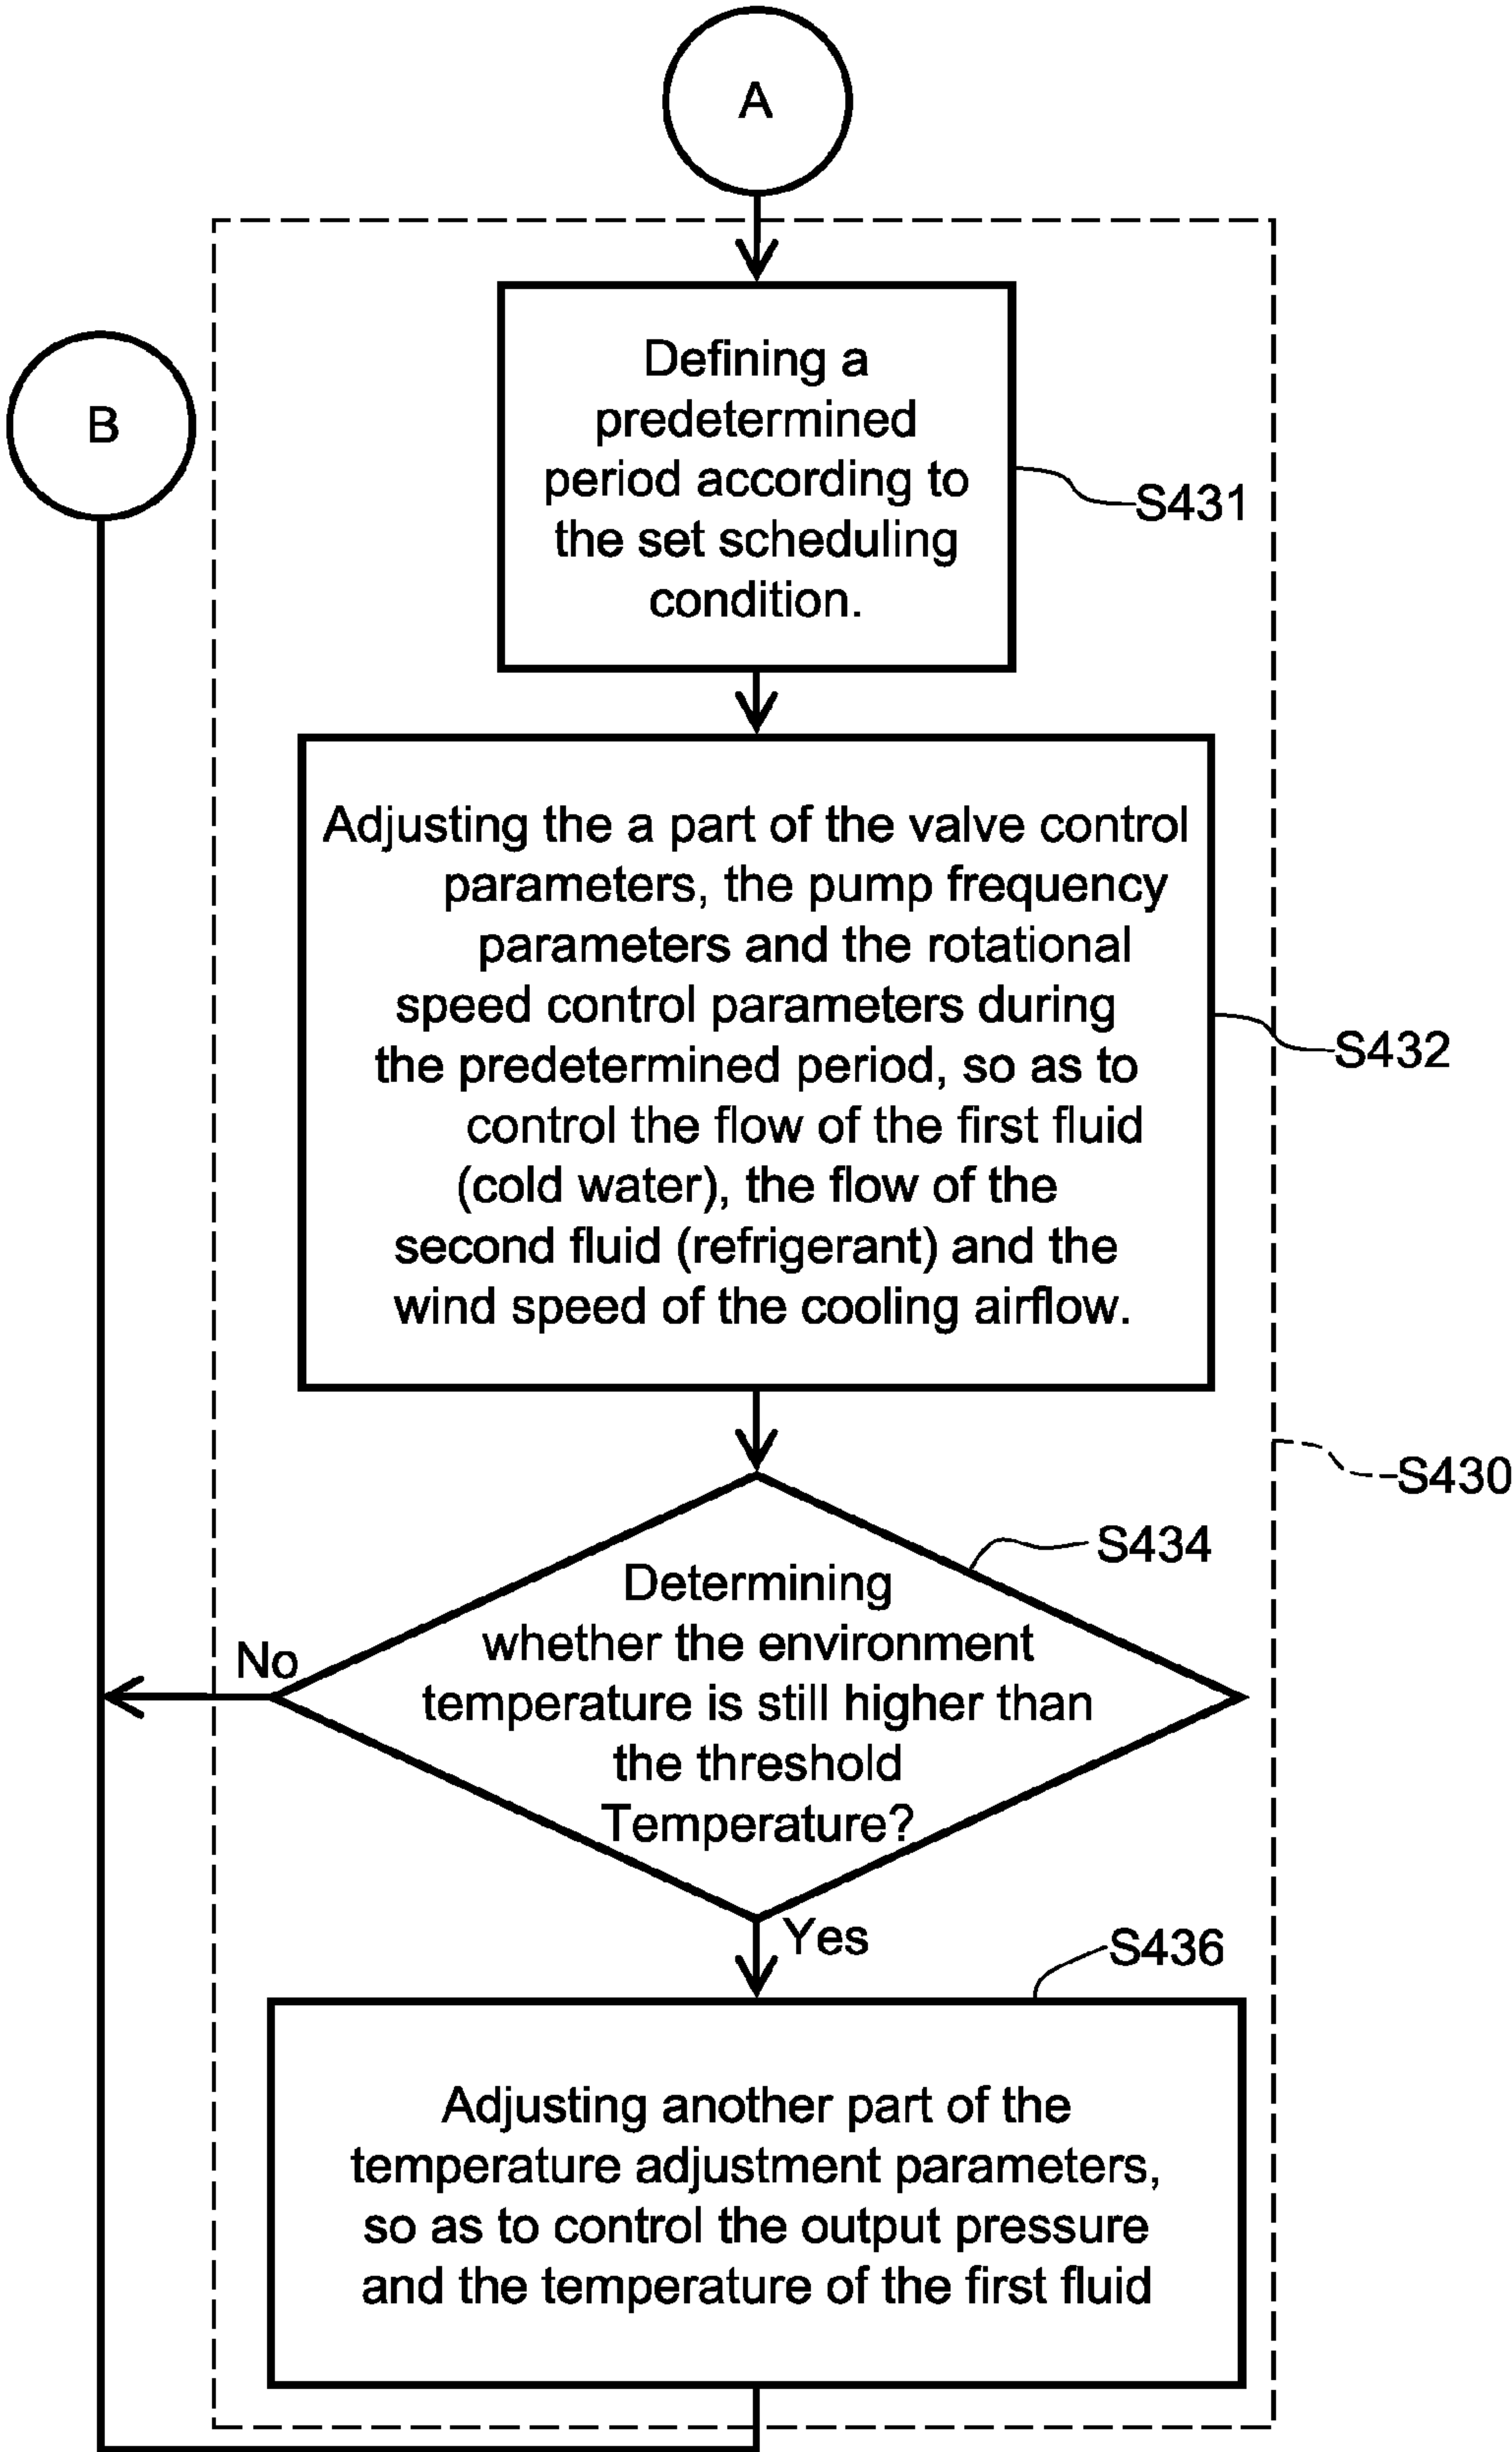 A
B
Defining a
predetermined
period according to
the set scheduling
condition.
S431
Adjusting the a part of the valve control
parameters, the pump frequency
parameters and the rotational
speed control parameters during
the predetermined period, so as to
control the flow of the first fluid
(cold water), the flow of the
second fluid (refrigerant) and the
wind speed of the cooling airflow.
S432
S430
S434
Determining
whether the environment
temperature is still higher than
the threshold
Temperature?
No
Yes
S436
Adjusting another part of the
temperature adjustment parameters,
so as to control the output pressure
and the temperature of the first fluid